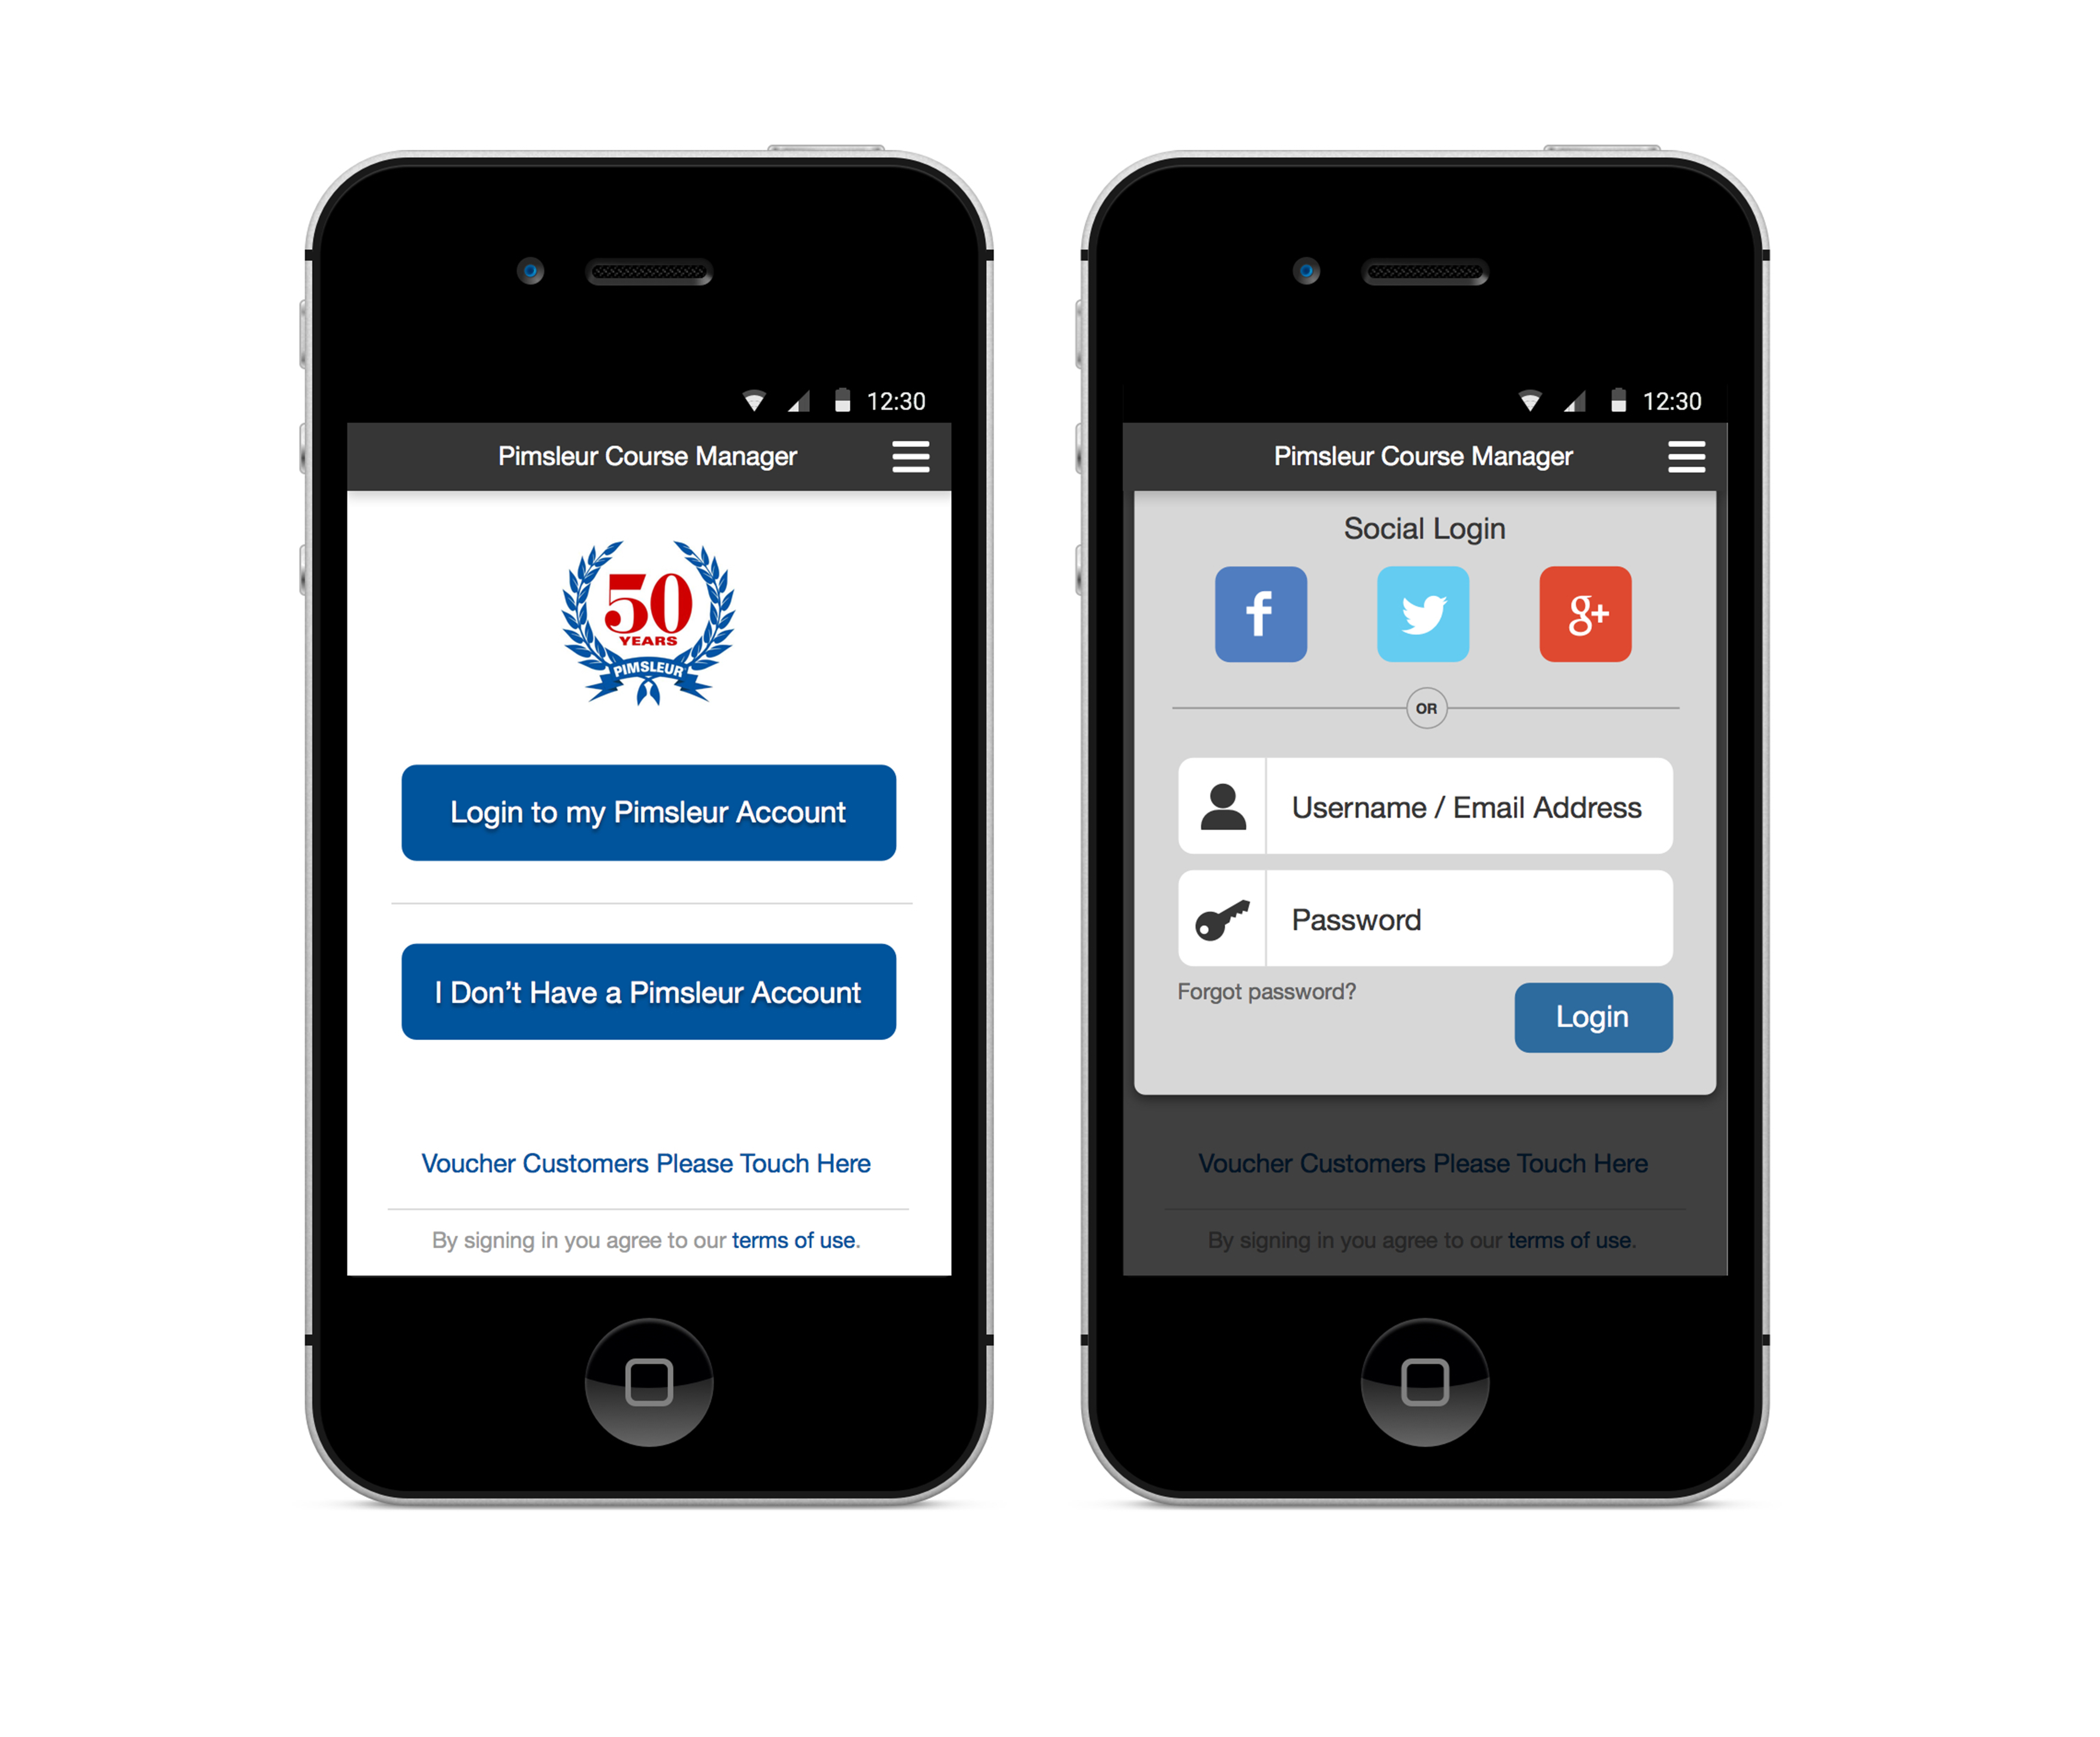 12:30
Pimsleur Course Manager
50
YEARS
PIMSLEUR
Login to my Pimsleur Account
I Don’t Have a Pimsleur Account
Voucher Customers Please Touch Here
By signing in you agree to our terms of use.
12:30
Pimsleur Course Manager
Social Login
f
g+
OR
Username / Email Address
Password
Forgot password?
Login
Voucher Customers Please Touch Here
By signing in you agree to our terms of use.